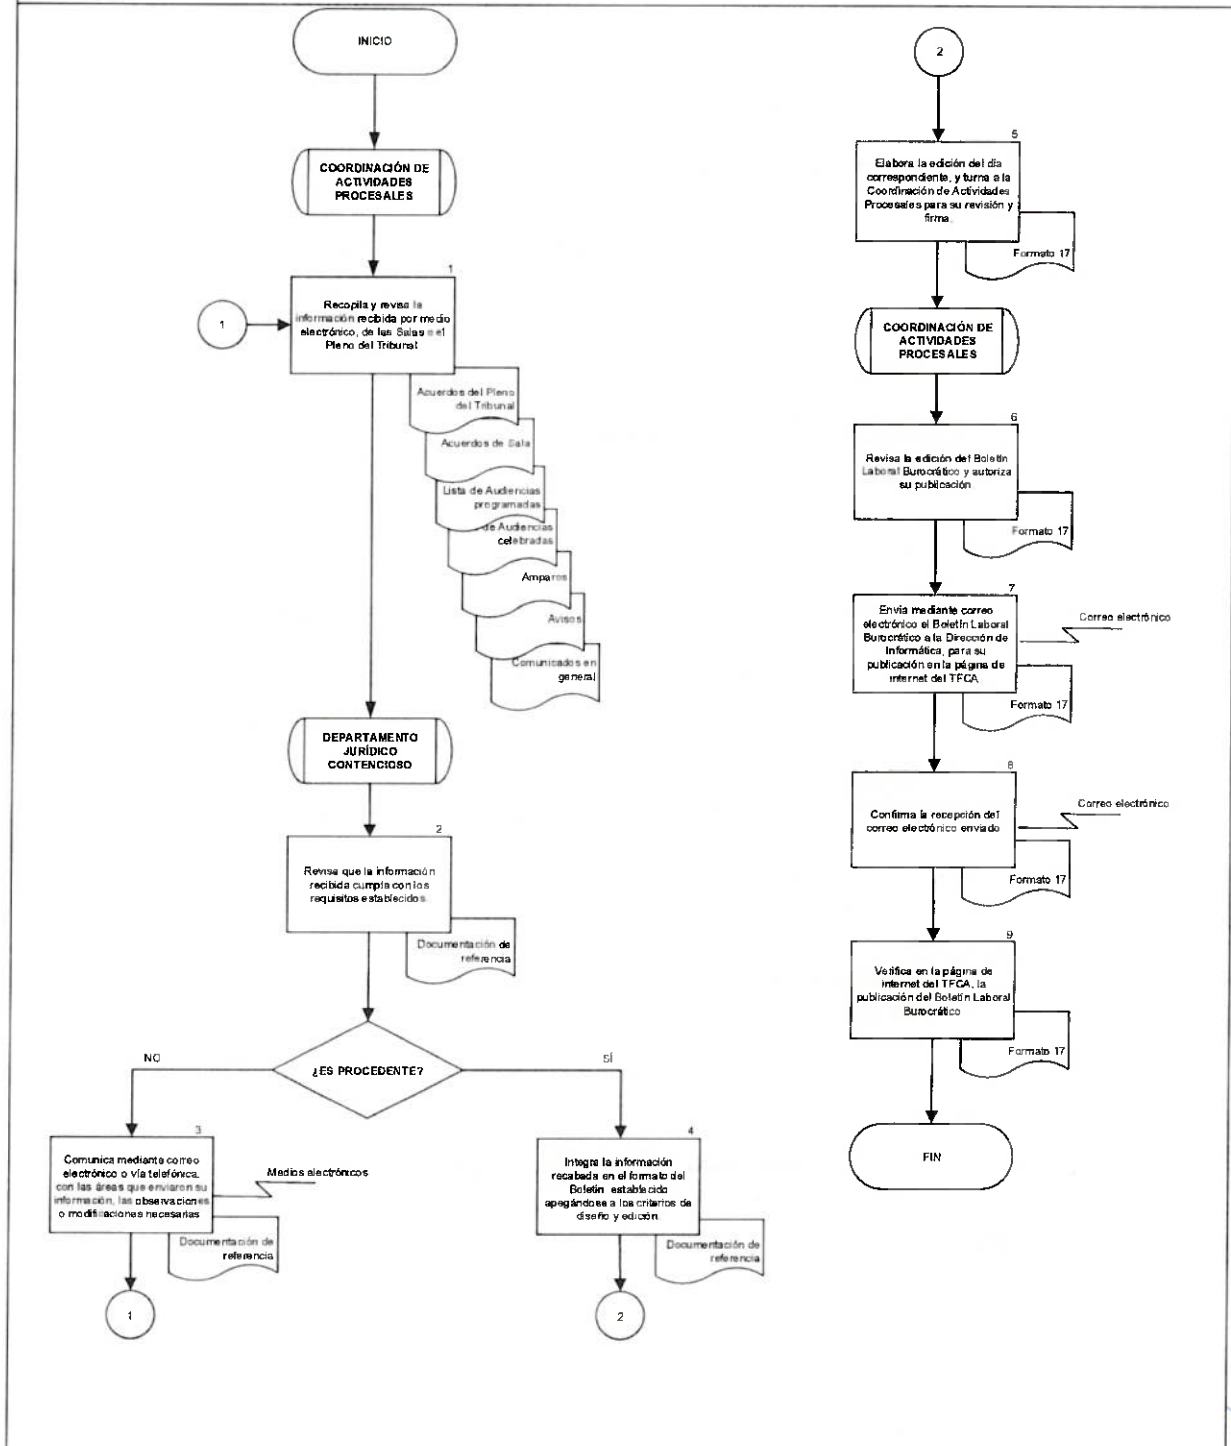 INICIO
COORDINACIÓN DE
ACTIVIDADES
PROCESALES
1
1
Recopila y revisa la
información recibida por medio
electrónico, de las Salas o el
Pleno del Tribunal
Acuerdos del Pleno
del Tribunal
Acuerdos de Sala
Lista de Audiencias
programadas
de Audiencias
celebradas
Amparos
Avisos
Comunicados en
general
DEPARTAMENTO
JURÍDICO
CONTENCIOSO
2
Revisa que la información
recibida cumpla con los
requisitos establecidos.
Documentación de
referencia
¿ES PROCEDENTE?
NO
SÍ
3
Comunica mediante correo
electrónico o vía telefónica,
con las áreas que enviaron su
información, las observaciones
o modificaciones necesarias
Medios electrónicos
Documentación de
referencia
1
4
Integra la información
recabada en el formato del
Boletín establecido
apegándose a los criterios de
diseño y edición.
Documentación de
referencia
2
2
5
Elabora la edición del día
correspondiente, y turna a la
Coordinación de Actividades
Procesales para su revisión y
firma.
Formato 17
COORDINACIÓN DE
ACTIVIDADES
PROCESALES
6
Revisa la edición del Boletín
Laboral Burocrático y autoriza
su publicación
Formato 17
7
Envía mediante correo
electrónico el Boletín Laboral
Burocrático a la Dirección de
Informática, para su
publicación en la página de
internet del TFCA
Correo electrónico
Formato 17
8
Confirma la recepción del
correo electrónico enviado
Correo electrónico
Formato 17
9
Verifica en la página de
internet del TFCA, la
publicación del Boletín Laboral
Burocrático
Formato 17
FIN